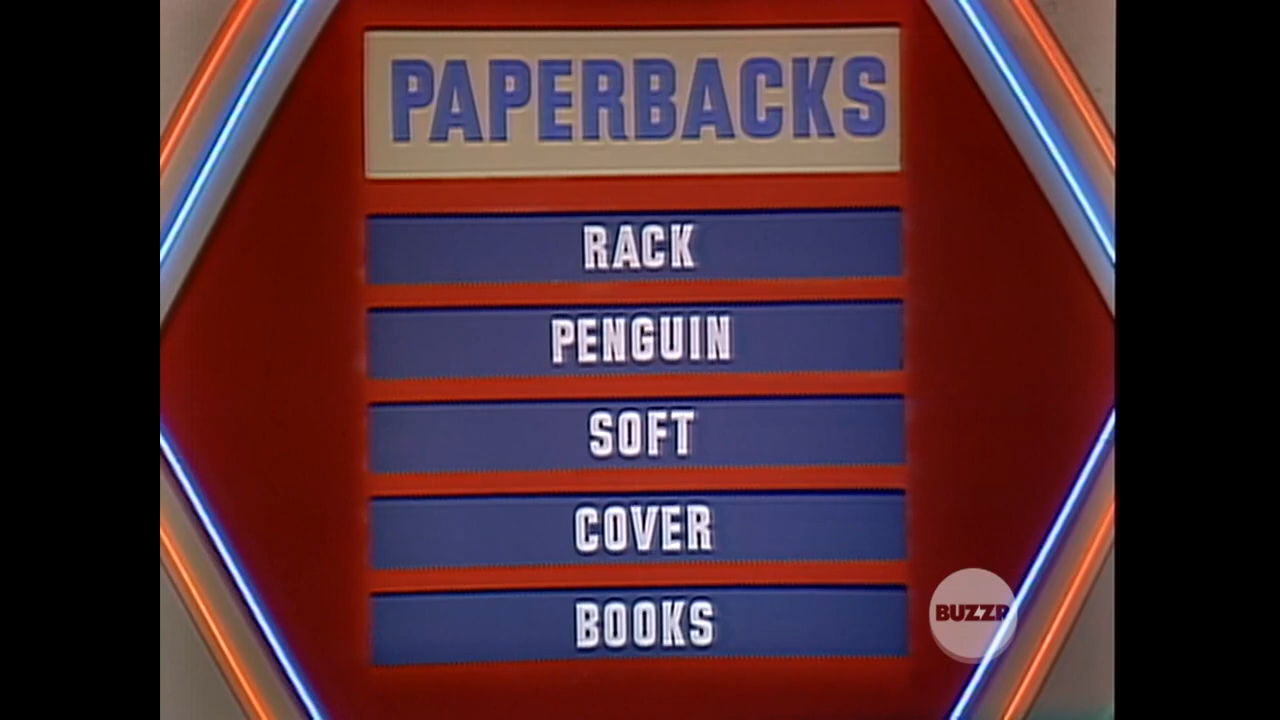 PAPERBACKS
RACK
PENGUIN
SOFT
COVER
BOOKS
BUZZR